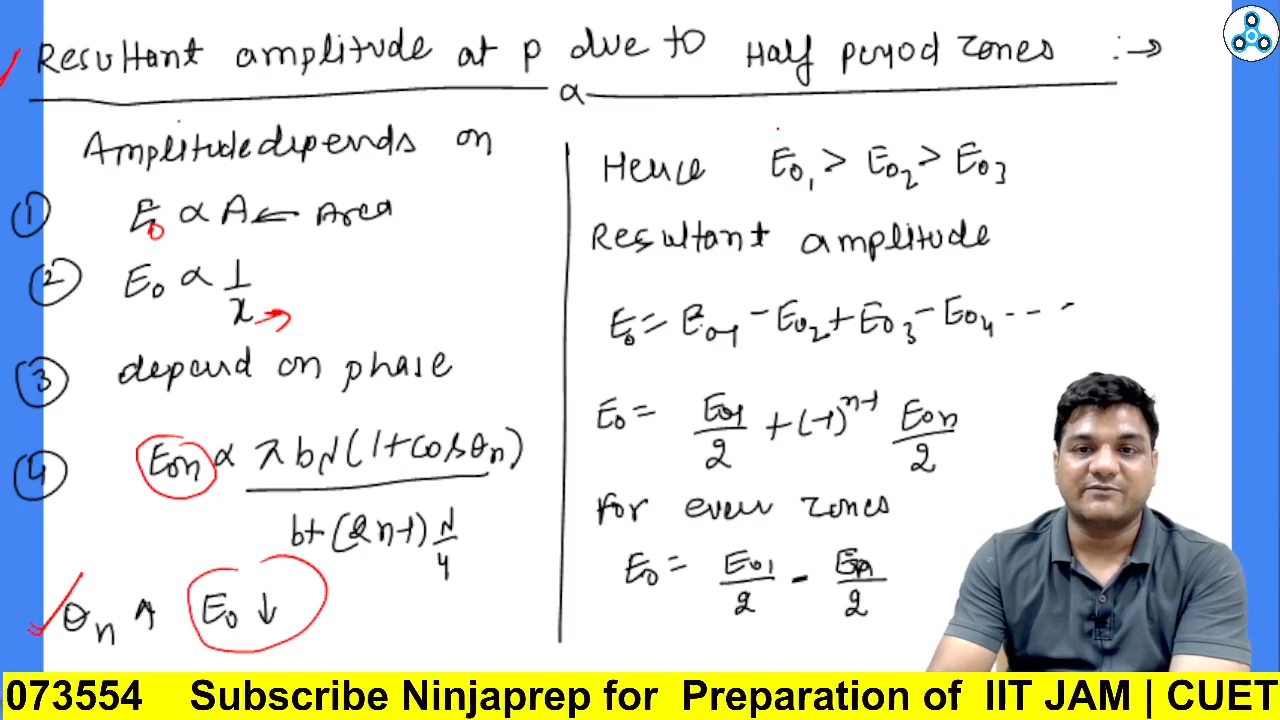 Resultant amplitude at p due to Half period zones :→
Amplitude depends on
① E₀ ∝ A ← Area
② E₀ ∝ 1/x →
③ depend on phase
④ E₀n ∝ πbλ(1+cosθn) / b+(2n-1)λ/4
θn ↑ E₀ ↓
Hence E₀₁ > E₀₂ > E₀₃
Resultant amplitude
E₀ = E₀₁ - E₀₂ + E₀₃ - E₀₄ - - -
E₀ = E₀₁/2 + (-1)ⁿ⁻¹ E₀n/2
For even zones
E₀ = E₀₁/2 - E₀n/2
073554 Subscribe Ninjaprep for Preparation of IIT JAM | CUET